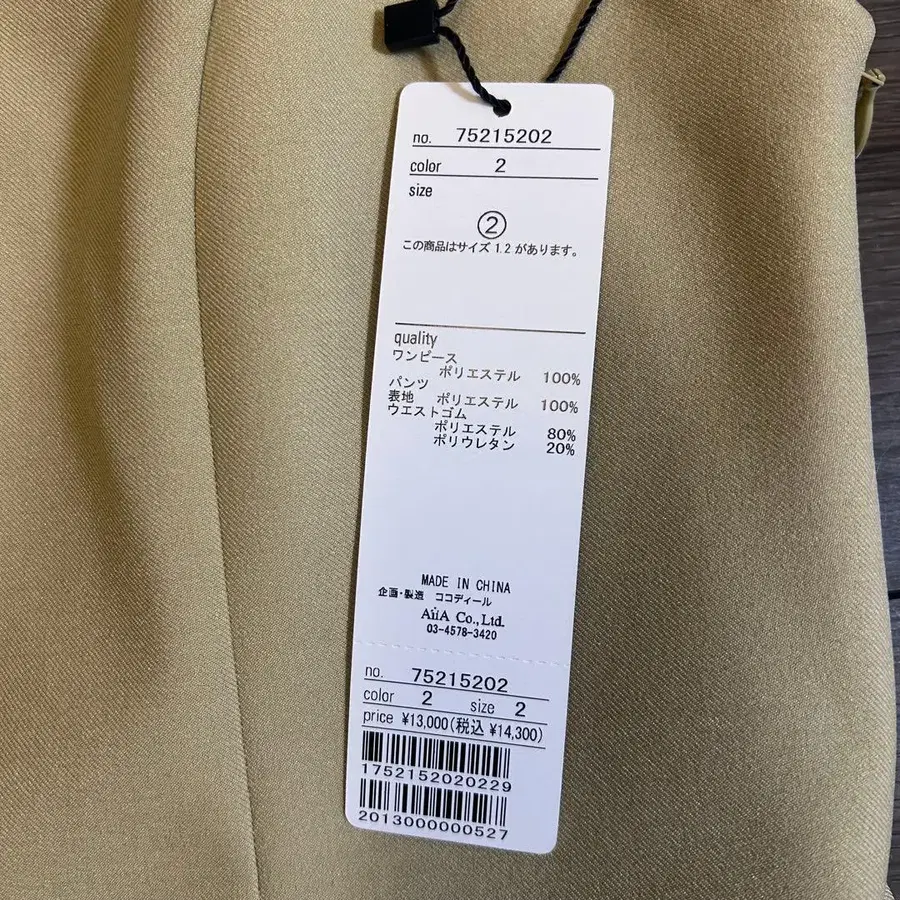 no. 75215202
color 2
size
②
この商品はサイズ 1.2 があります。
quality
ワンピース
ポリエステル 100%
パンツ
表地 ポリエステル 100%
ウエストゴム
ポリエステル 80%
ポリウレタン 20%
MADE IN CHINA
企画・製造 ココディール
AiiA Co.,Ltd.
03-4578-3420
no. 75215202
color 2 size 2
price ¥13,000(税込 ¥14,300)
1752152020229
2013000000527